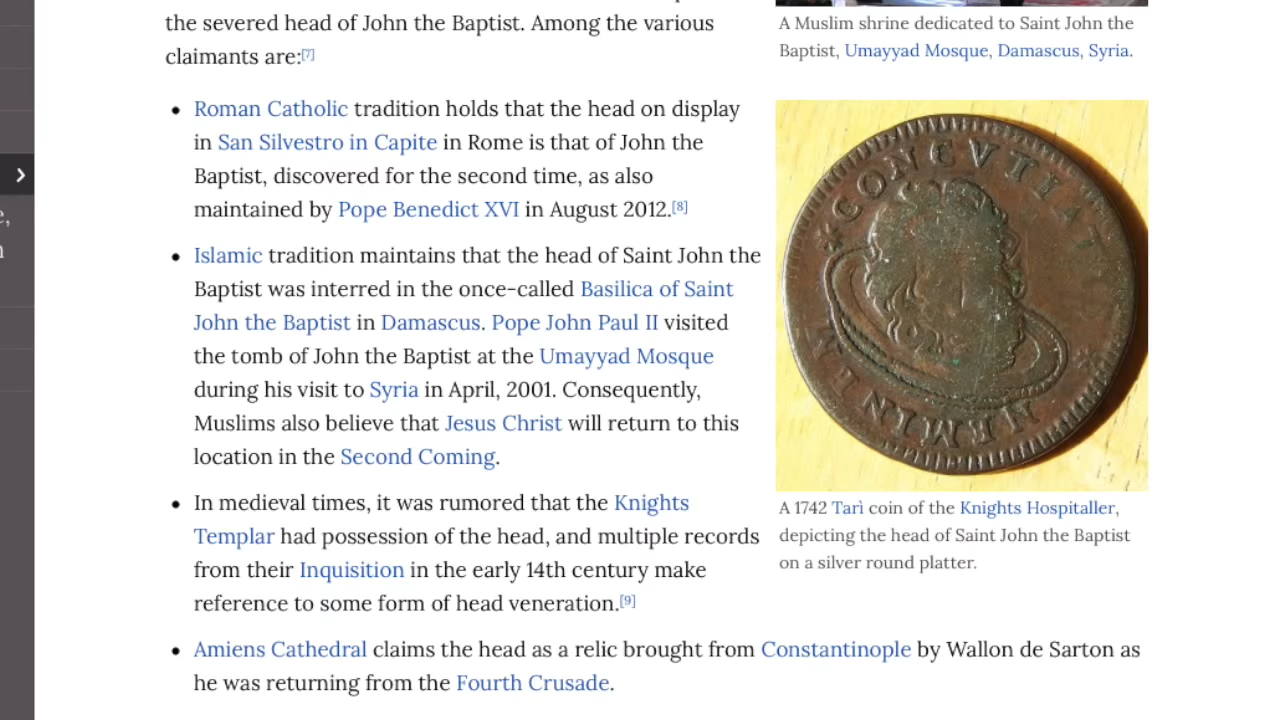 the severed head of John the Baptist. Among the various
claimants are:[7]
• Roman Catholic tradition holds that the head on display
in San Silvestro in Capite in Rome is that of John the
Baptist, discovered for the second time, as also
maintained by Pope Benedict XVI in August 2012.[8]
• Islamic tradition maintains that the head of Saint John the
Baptist was interred in the once-called Basilica of Saint
John the Baptist in Damascus. Pope John Paul II visited
the tomb of John the Baptist at the Umayyad Mosque
during his visit to Syria in April, 2001. Consequently,
Muslims also believe that Jesus Christ will return to this
location in the Second Coming.
• In medieval times, it was rumored that the Knights
Templar had possession of the head, and multiple records
from their Inquisition in the early 14th century make
reference to some form of head veneration.[9]
• Amiens Cathedral claims the head as a relic brought from Constantinople by Wallon de Sarton as
he was returning from the Fourth Crusade.
A Muslim shrine dedicated to Saint John the
Baptist, Umayyad Mosque, Damascus, Syria.
A 1742 Tarì coin of the Knights Hospitaller,
depicting the head of Saint John the Baptist
on a silver round platter.